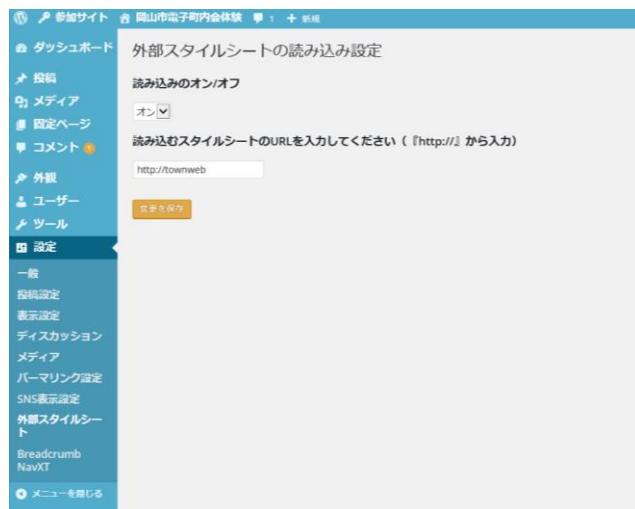 参加サイト 岡山市電子町内会体験 1 + 新規
ダッシュボード
投稿
メディア
固定ページ
コメント 1
外観
ユーザー
ツール
設定
一般
投稿設定
表示設定
ディスカッション
メディア
パーマリンク設定
SNS表示設定
外部スタイルシー
ト
Breadcrumb
NavXT
メニューを閉じる
外部スタイルシートの読み込み設定
読み込みのオン/オフ
オン
読み込むスタイルシートのURLを入力してください（『http://』から入力）
http://townweb
変更を保存